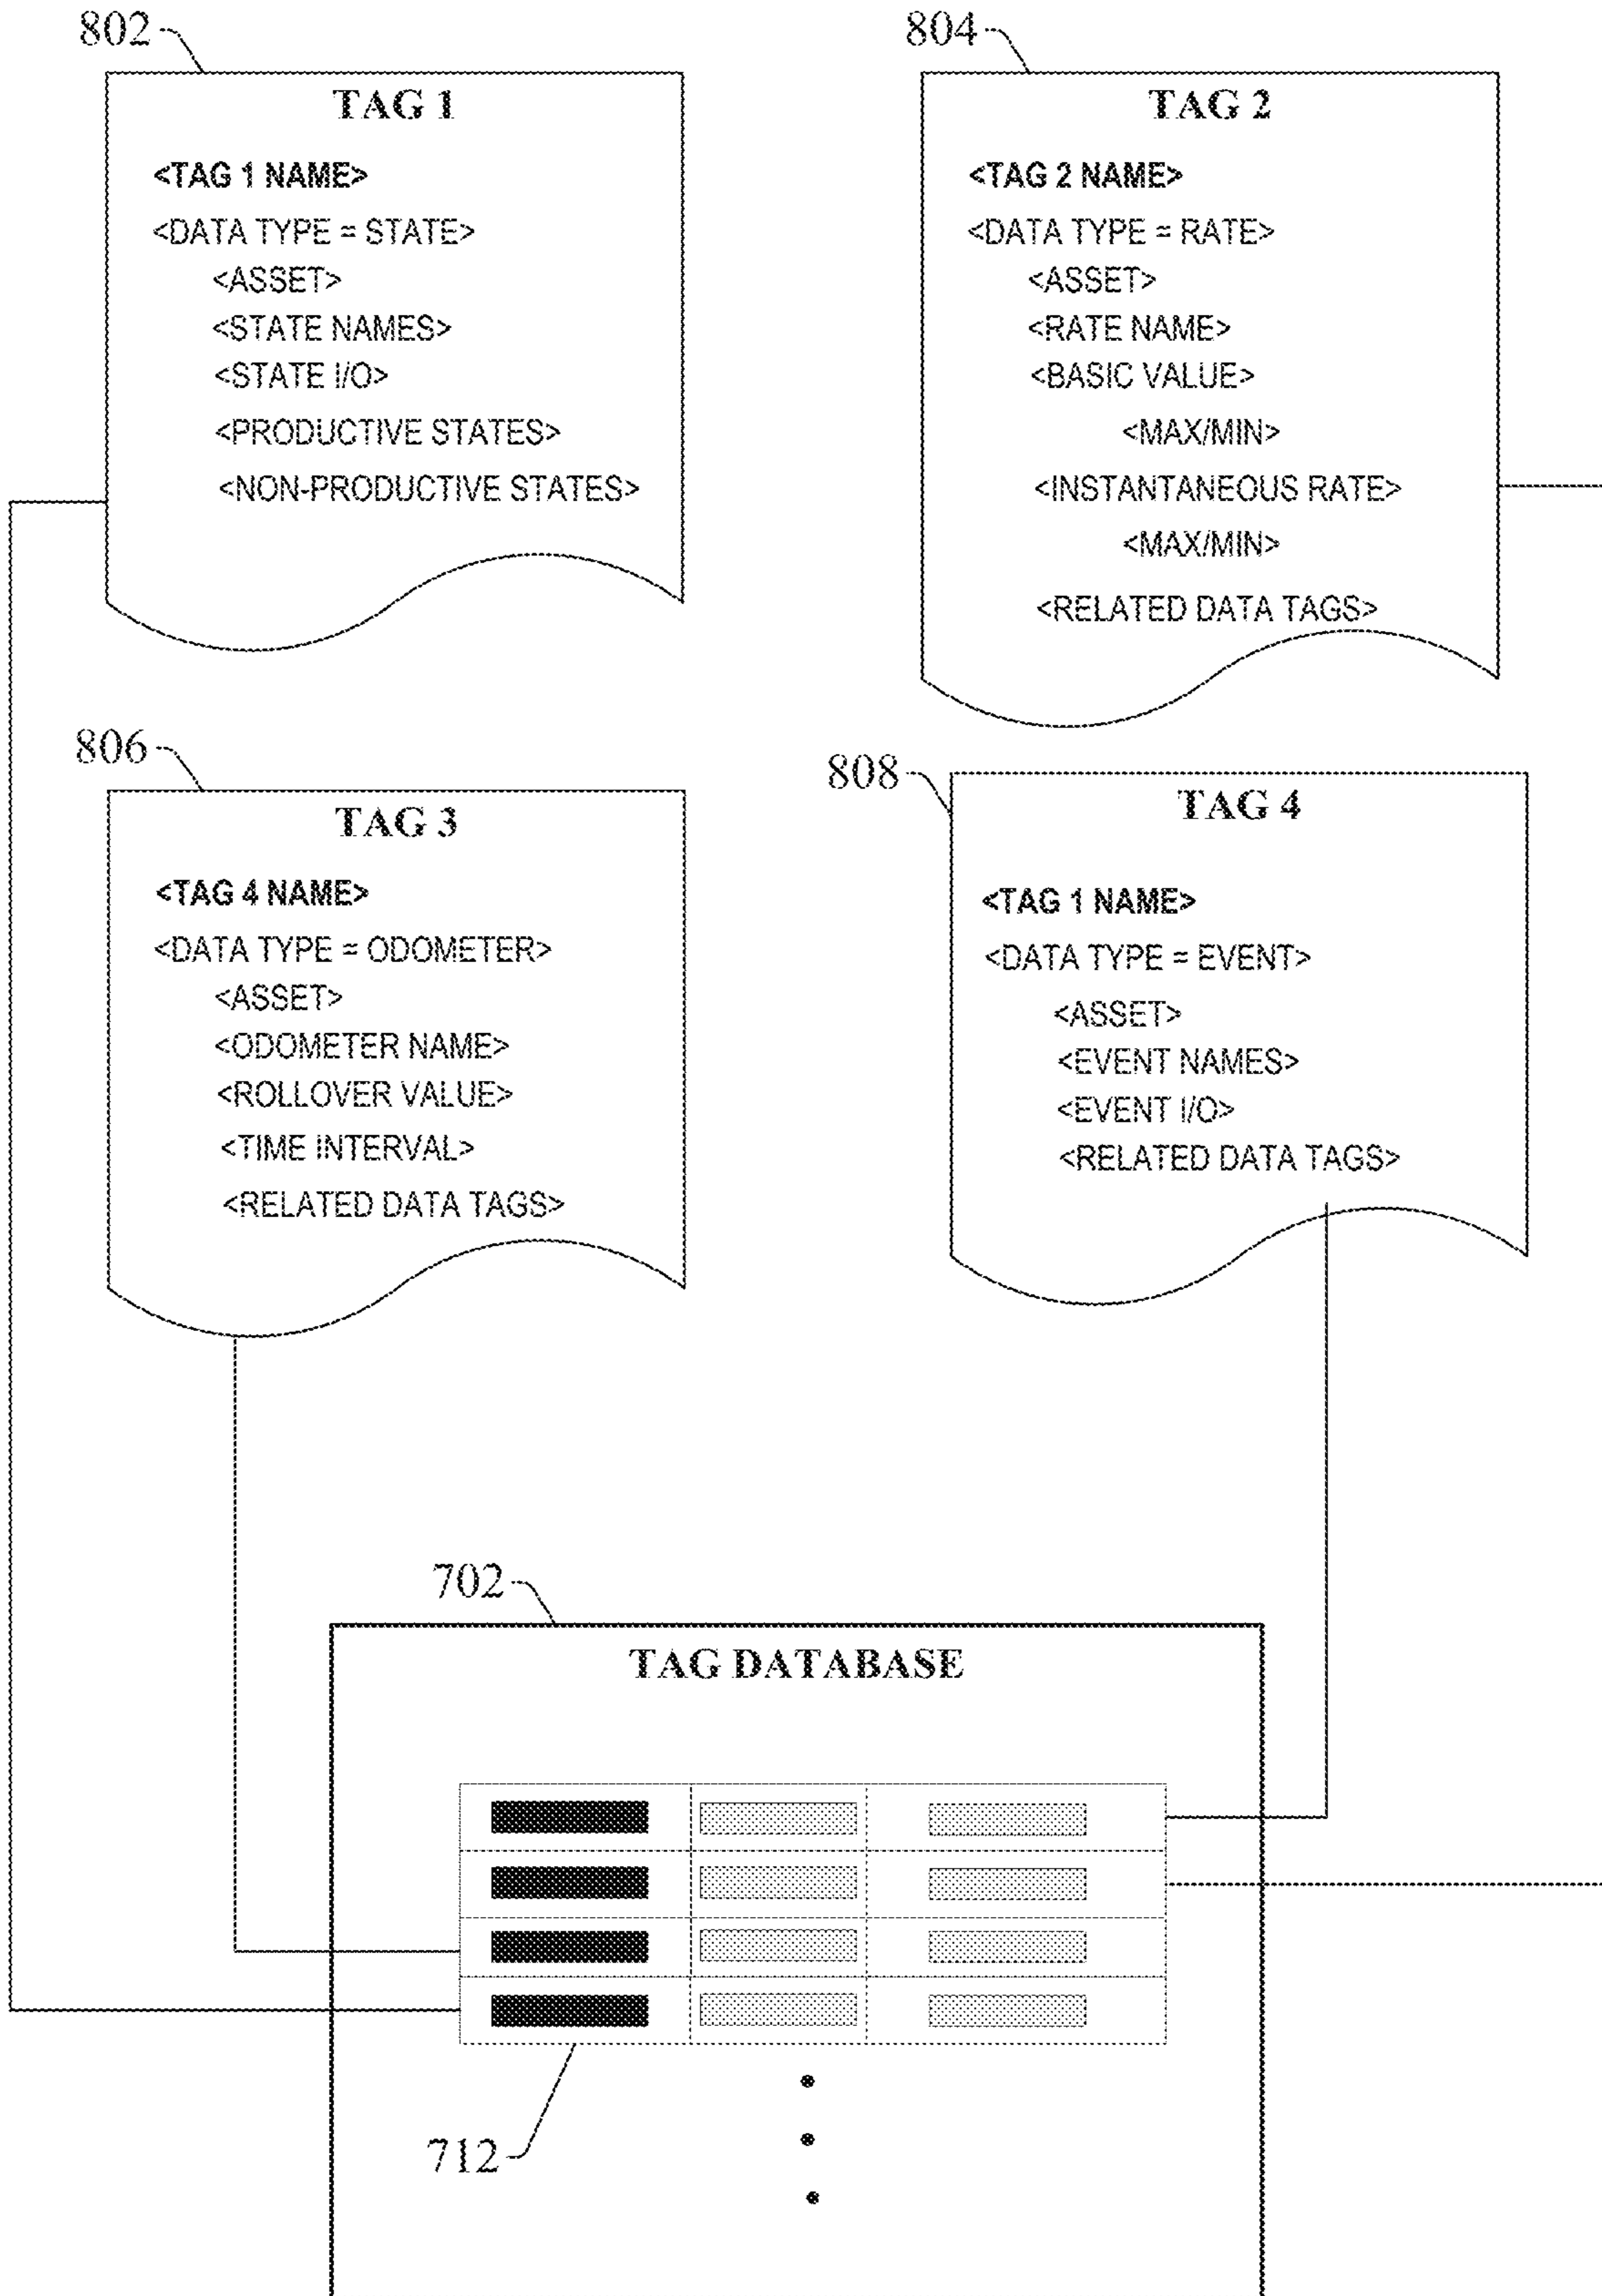 802
TAG 1
<TAG 1 NAME>
<DATA TYPE = STATE>
<ASSET>
<STATE NAMES>
<STATE I/O>
<PRODUCTIVE STATES>
<NON-PRODUCTIVE STATES>
804
TAG 2
<TAG 2 NAME>
<DATA TYPE = RATE>
<ASSET>
<RATE NAME>
<BASIC VALUE>
<MAX/MIN>
<INSTANTANEOUS RATE>
<MAX/MIN>
<RELATED DATA TAGS>
806
TAG 3
<TAG 4 NAME>
<DATA TYPE = ODOMETER>
<ASSET>
<ODOMETER NAME>
<ROLLOVER VALUE>
<TIME INTERVAL>
<RELATED DATA TAGS>
808
TAG 4
<TAG 1 NAME>
<DATA TYPE = EVENT>
<ASSET>
<EVENT NAMES>
<EVENT I/O>
<RELATED DATA TAGS>
702
TAG DATABASE
712